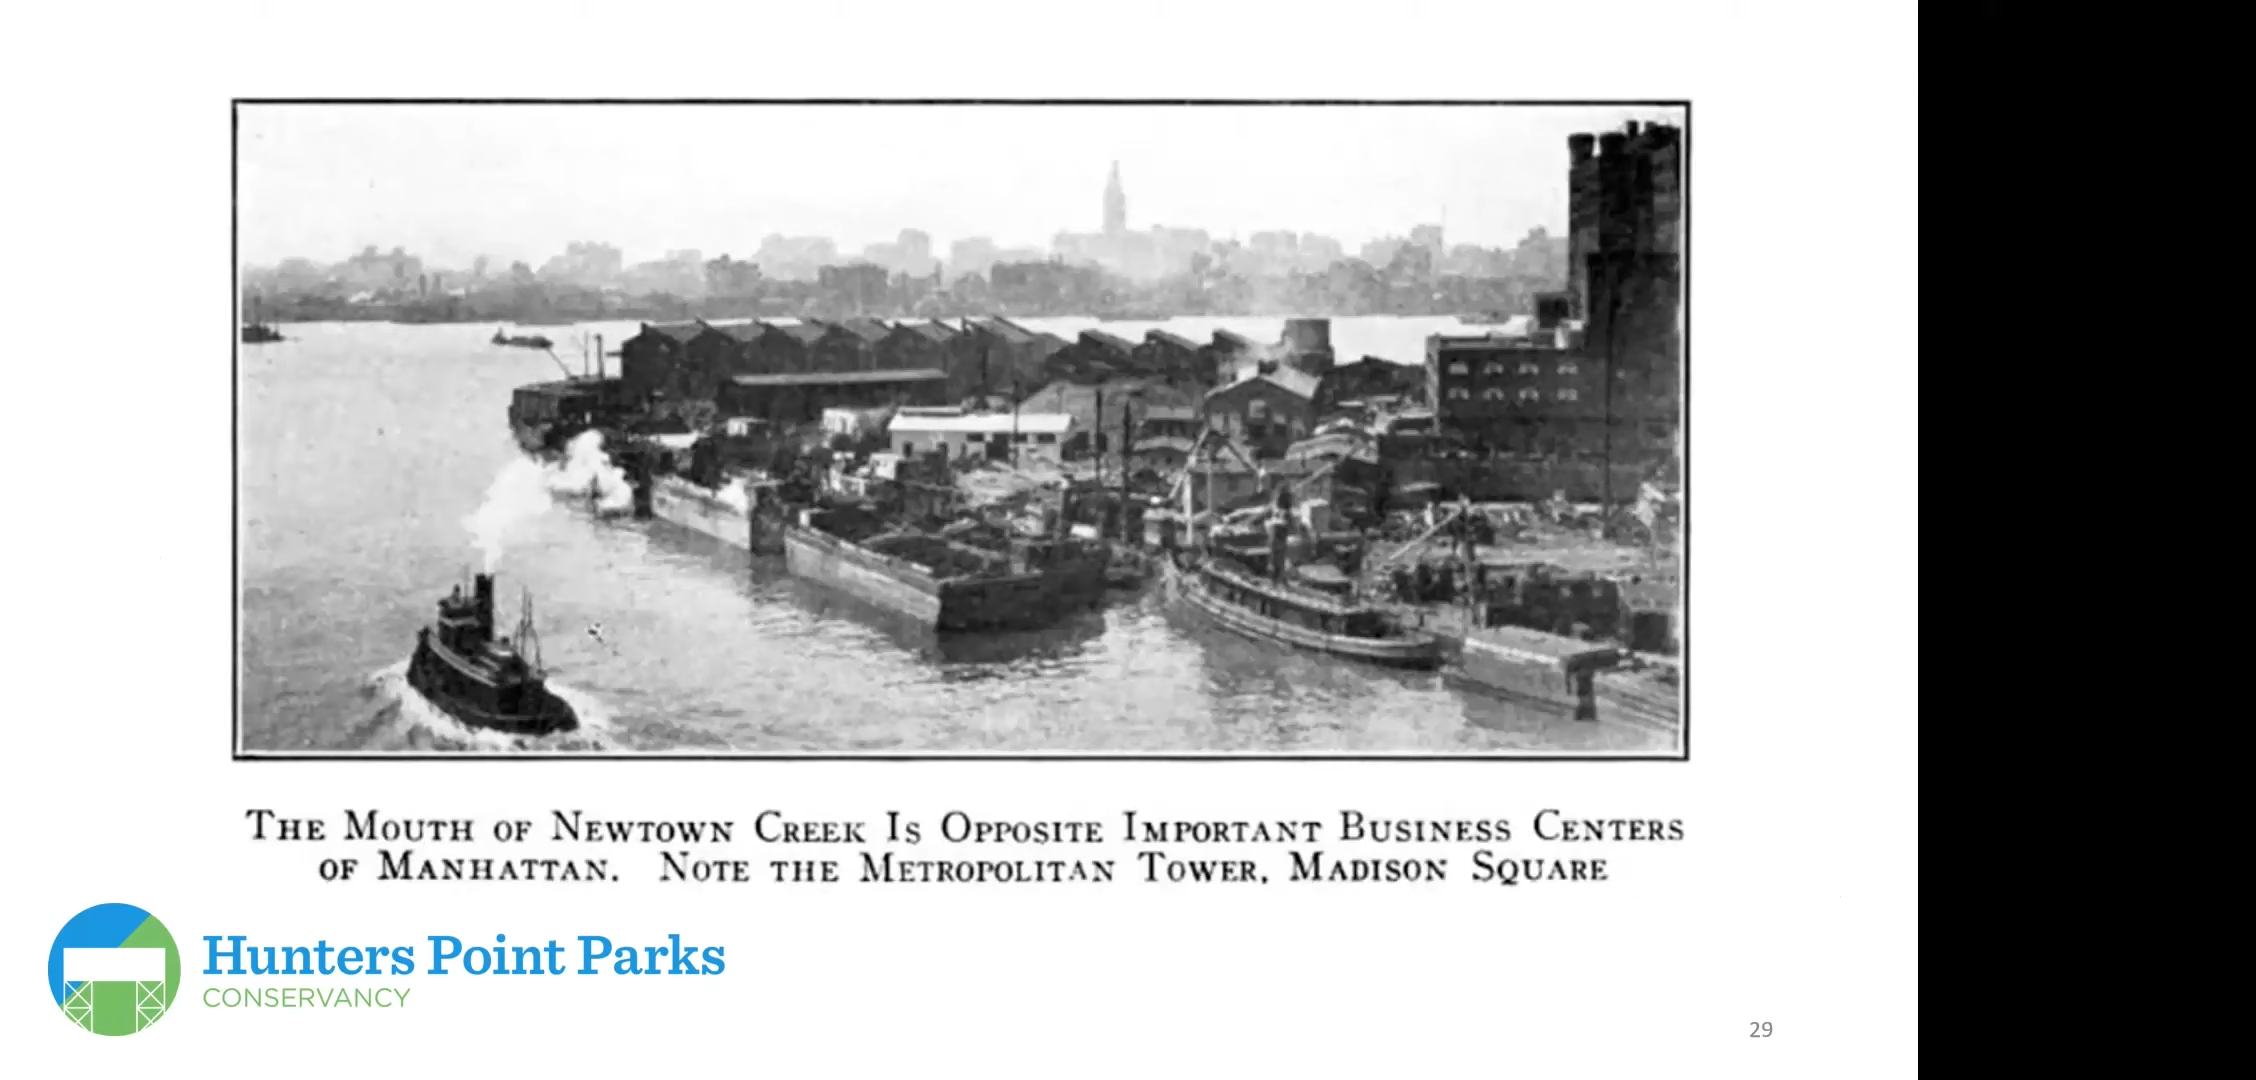 The Mouth of Newtown Creek Is Opposite Important Business Centers
of Manhattan. Note the Metropolitan Tower, Madison Square
Hunters Point Parks
CONSERVANCY
29